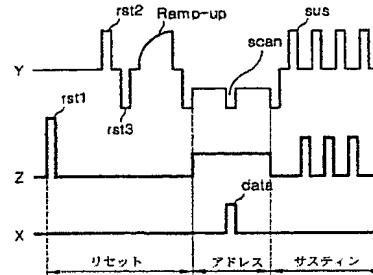 rst2
Ramp-up
sus
scan
Y
rst1
rst3
Z
data
X
リセット
アドレス
サスティン